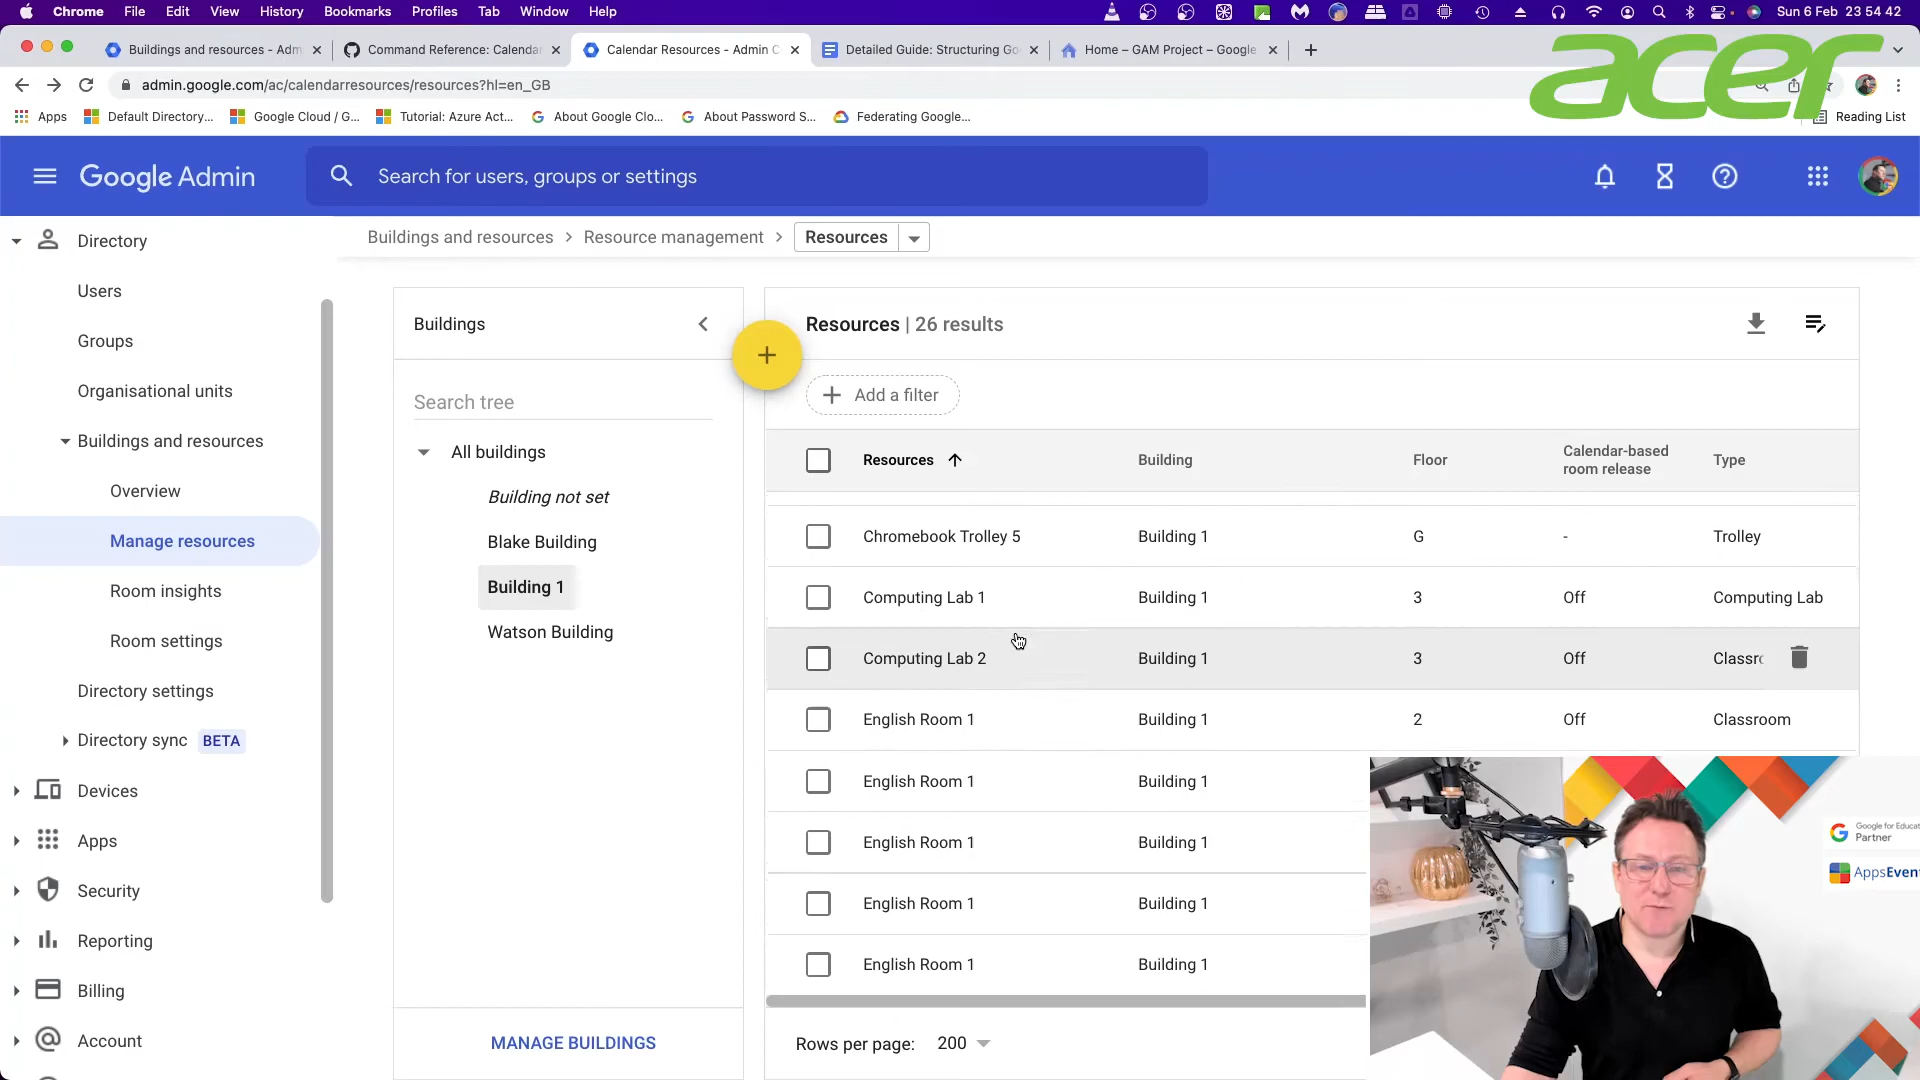 Chrome File Edit View History Bookmarks Profiles Tab Window Help Sun 6 Feb 23 54 42
Buildings and resources - Adm Command Reference: Calenda Calendar Resources - Admin C Detailed Guide: Structuring Go Home – GAM Project – Google
acer
admin.google.com/ac/calendarresources/resources?hl=en_GB
Apps Default Directory... Google Cloud / G... Tutorial: Azure Act... About Google Clo... About Password S... Federating Google... Reading List
Google Admin Search for users, groups or settings
Directory
Users
Groups
Organisational units
Buildings and resources
Overview
Manage resources
Room insights
Room settings
Directory settings
Directory sync BETA
Devices
Apps
Security
Reporting
Billing
Account
Buildings and resources > Resource management > Resources
Buildings
Search tree
All buildings
Building not set
Blake Building
Building 1
Watson Building
MANAGE BUILDINGS
Resources | 26 results
Add a filter
Resources Building Floor Calendar-based room release Type
Chromebook Trolley 5 Building 1 G - Trolley
Computing Lab 1 Building 1 3 Off Computing Lab
Computing Lab 2 Building 1 3 Off Classr
English Room 1 Building 1 2 Off Classroom
English Room 1 Building 1
English Room 1 Building 1
English Room 1 Building 1
English Room 1 Building 1
Rows per page: 200
Google for Educat
Partner
AppsEven